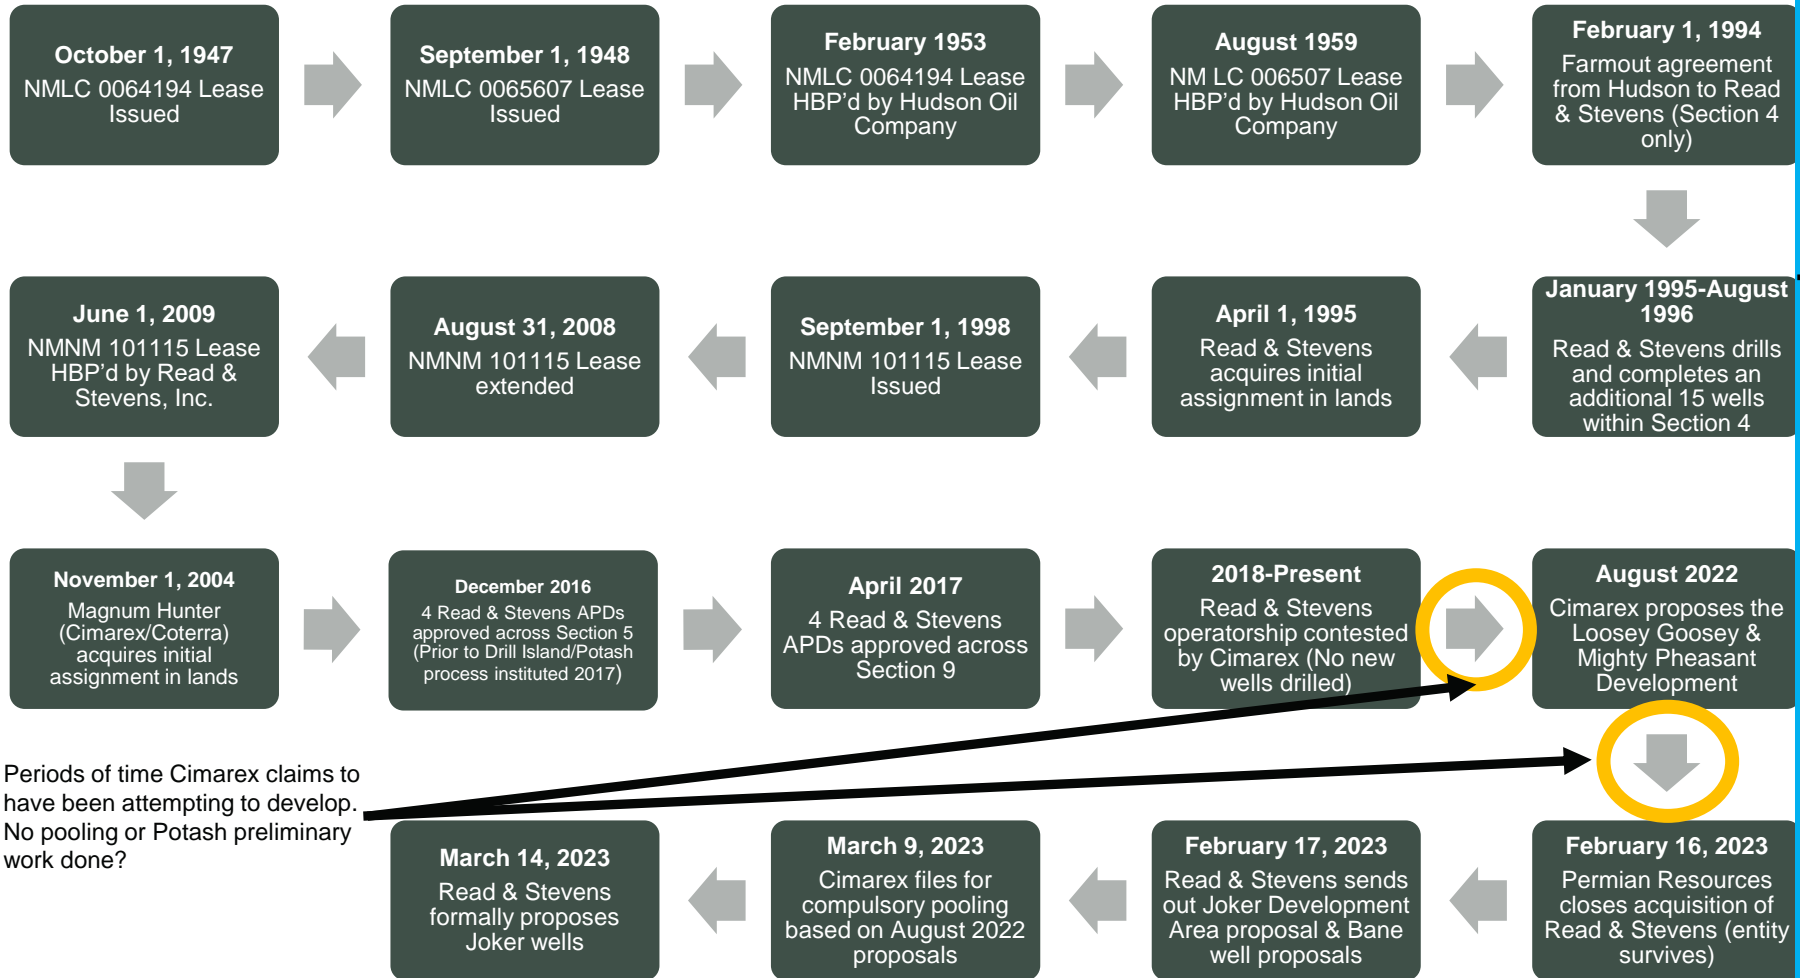 October 1, 1947
NMLC 0064194 Lease
Issued
September 1, 1948
NMLC 0065607 Lease
Issued
February 1953
NMLC 0064194 Lease
HBP'd by Hudson Oil
Company
August 1959
NM LC 006507 Lease
HBP'd by Hudson Oil
Company
February 1, 1994
Farmout agreement
from Hudson to Read
& Stevens (Section 4
only)
January 1995-August
1996
Read & Stevens drills
and completes an
additional 15 wells
within Section 4
April 1, 1995
Read & Stevens
acquires initial
assignment in lands
September 1, 1998
NMNM 101115 Lease
Issued
August 31, 2008
NMNM 101115 Lease
extended
June 1, 2009
NMNM 101115 Lease
HBP'd by Read &
Stevens, Inc.
November 1, 2004
Magnum Hunter
(Cimarex/Coterra)
acquires initial
assignment in lands
December 2016
4 Read & Stevens APDs
approved across Section 5
(Prior to Drill Island/Potash
process instituted 2017)
April 2017
4 Read & Stevens
APDs approved across
Section 9
2018-Present
Read & Stevens
operatorship contested
by Cimarex (No new
wells drilled)
August 2022
Cimarex proposes the
Loosey Goosey &
Mighty Pheasant
Development
February 16, 2023
Permian Resources
closes acquisition of
Read & Stevens (entity
survives)
February 17, 2023
Read & Stevens sends
out Joker Development
Area proposal & Bane
well proposals
March 9, 2023
Cimarex files for
compulsory pooling
based on August 2022
proposals
March 14, 2023
Read & Stevens
formally proposes
Joker wells
Periods of time Cimarex claims to
have been attempting to develop.
No pooling or Potash preliminary
work done?